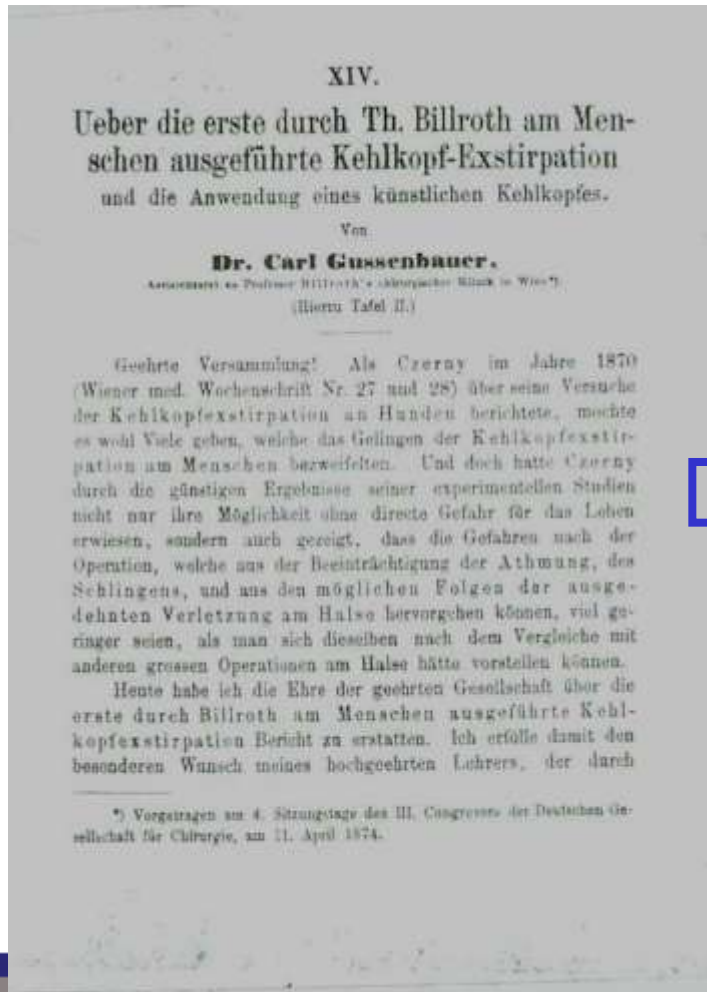 XIV.
Ueber die erste durch Th. Billroth am Men-
schen ausgeführte Kehlkopf-Exstirpation
und die Anwendung eines künstlichen Kehlkopfes.
Von
Dr. Carl Gussenbauer.
Assistenzarzt an Professor Billroth's chirurgischer Klinik in Wien*).
(Hierzu Tafel II.)
Geehrte Versammlung! Als Czerny im Jahre 1870
(Wiener med. Wochenschrift Nr. 27 und 28) über seine Versuche
der Kehlkopfexstirpation an Hunden berichtete, mochte
es wohl Viele geben, welche das Gelingen der Kehlkopfexstir-
pation am Menschen bezweifelten. Und doch hatte Czerny
durch die günstigen Ergebnisse seiner experimentellen Studien
nicht nur ihre Möglichkeit ohne directe Gefahr für das Leben
erwiesen, sondern auch gezeigt, dass die Gefahren nach der
Operation, welche aus der Beeinträchtigung der Athmung, des
Schlingens, und aus den möglichen Folgen der ausge-
dehnten Verletzung am Halse hervorgehen können, viel ge-
ringer seien, als man sich dieselben nach dem Vergleiche mit
anderen grossen Operationen am Halse hätte vorstellen können.
Heute habe ich die Ehre der geehrten Gesellschaft über die
erste durch Billroth am Menschen ausgeführte Kehl-
kopfexstirpation Bericht zu erstatten. Ich erfülle damit den
besonderen Wunsch meines hochgeehrten Lehrers, der durch
*) Vorgetragen am 4. Sitzungstage des III. Congresses der Deutschen Ge-
sellschaft für Chirurgie, am 11. April 1874.